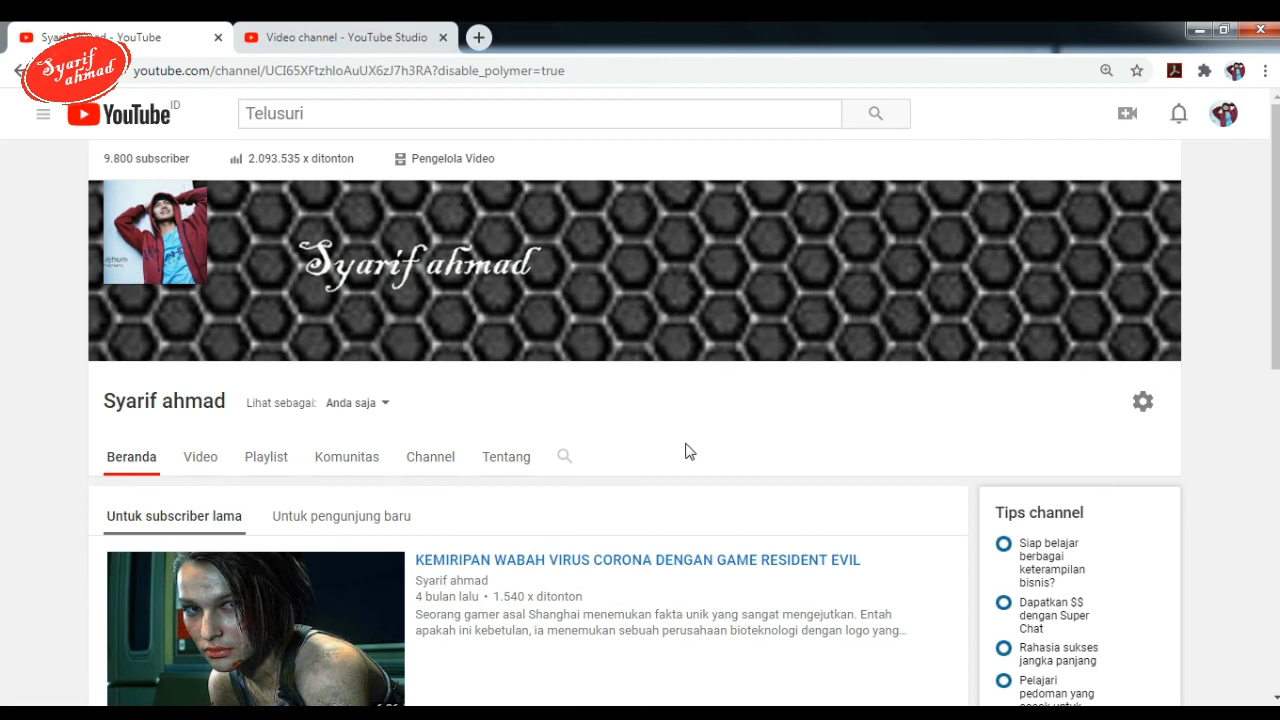 Syarif ahmad - YouTube
Video channel - YouTube Studio
Syarif
ahmad
youtube.com/channel/UCI65XFtzhIoAuUX6zJ7h3RA?disable_polymer=true
YouTube ID
Telusuri
9.800 subscriber
2.093.535 x ditonton
Pengelola Video
Syarif ahmad
Syarif ahmad
Lihat sebagai: Anda saja
Beranda
Video
Playlist
Komunitas
Channel
Tentang
Untuk subscriber lama
Untuk pengunjung baru
KEMIRIPAN WABAH VIRUS CORONA DENGAN GAME RESIDENT EVIL
Syarif ahmad
4 bulan lalu • 1.540 x ditonton
Seorang gamer asal Shanghai menemukan fakta unik yang sangat mengejutkan. Entah
apakah ini kebetulan, ia menemukan sebuah perusahaan bioteknologi dengan logo yang...
Tips channel
Siap belajar
berbagai
keterampilan
bisnis?
Dapatkan $$
dengan Super
Chat
Rahasia sukses
jangka panjang
Pelajari
pedoman yang